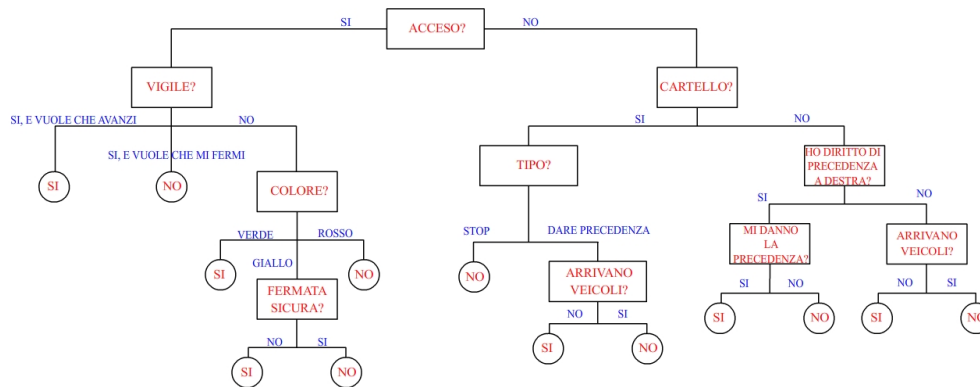 SI
ACCESO?
NO
VIGILE?
CARTELLO?
SI, E VUOLE CHE AVANZI
NO
SI
NO
SI, E VUOLE CHE MI FERMI
TIPO?
HO DIRITTO DI
PRECEDENZA
A DESTRA?
SI
NO
COLORE?
SI
NO
VERDE
ROSSO
STOP
DARE PRECEDENZA
MI DANNO
LA
PRECEDENZA?
ARRIVANO
VEICOLI?
GIALLO
SI
NO
NO
ARRIVANO
VEICOLI?
FERMATA
SICURA?
SI
NO
NO
SI
NO
SI
SI
NO
SI
NO
NO
SI
SI
NO
SI
NO